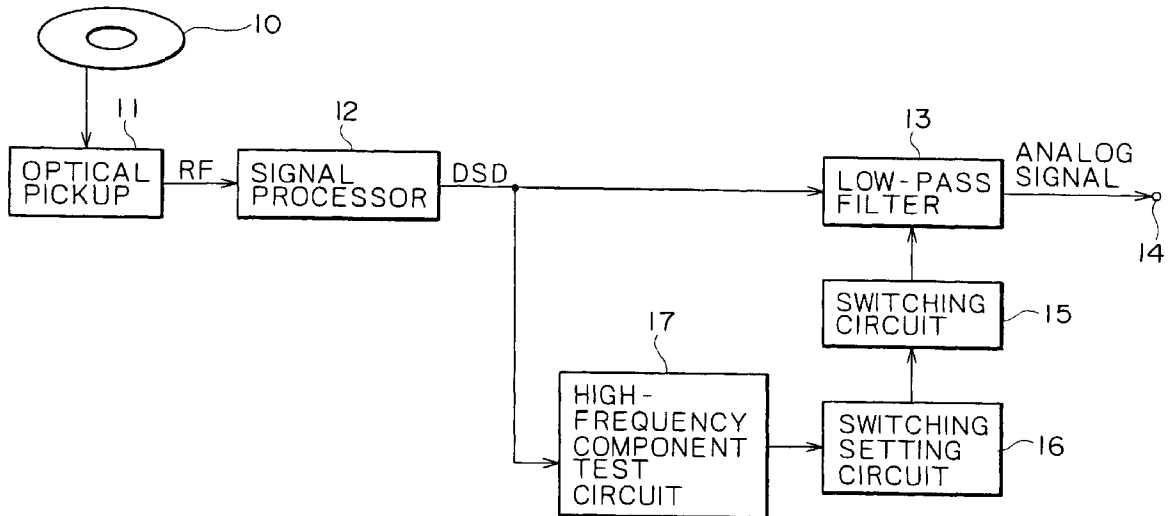 10
11
OPTICAL
PICKUP
RF
12
SIGNAL
PROCESSOR
DSD
13
LOW-PASS
FILTER
ANALOG
SIGNAL
14
SWITCHING
CIRCUIT
15
17
HIGH-
FREQUENCY
COMPONENT
TEST
CIRCUIT
SWITCHING
SETTING
CIRCUIT
16